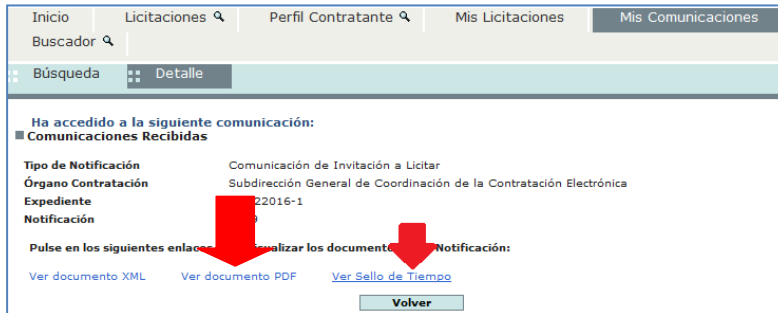 Inicio Licitaciones Perfil Contratante Mis Licitaciones Mis Comunicaciones
Buscador
Búsqueda Detalle
Ha accedido a la siguiente comunicación:
Comunicaciones Recibidas
Tipo de Notificación Comunicación de Invitación a Licitar
Órgano Contratación Subdirección General de Coordinación de la Contratación Electrónica
Expediente 22016-1
Notificación
Pulse en los siguientes enlaces visualizar los Notificación:
Ver documento XML Ver documento PDF Ver Sello de Tiempo
Volver